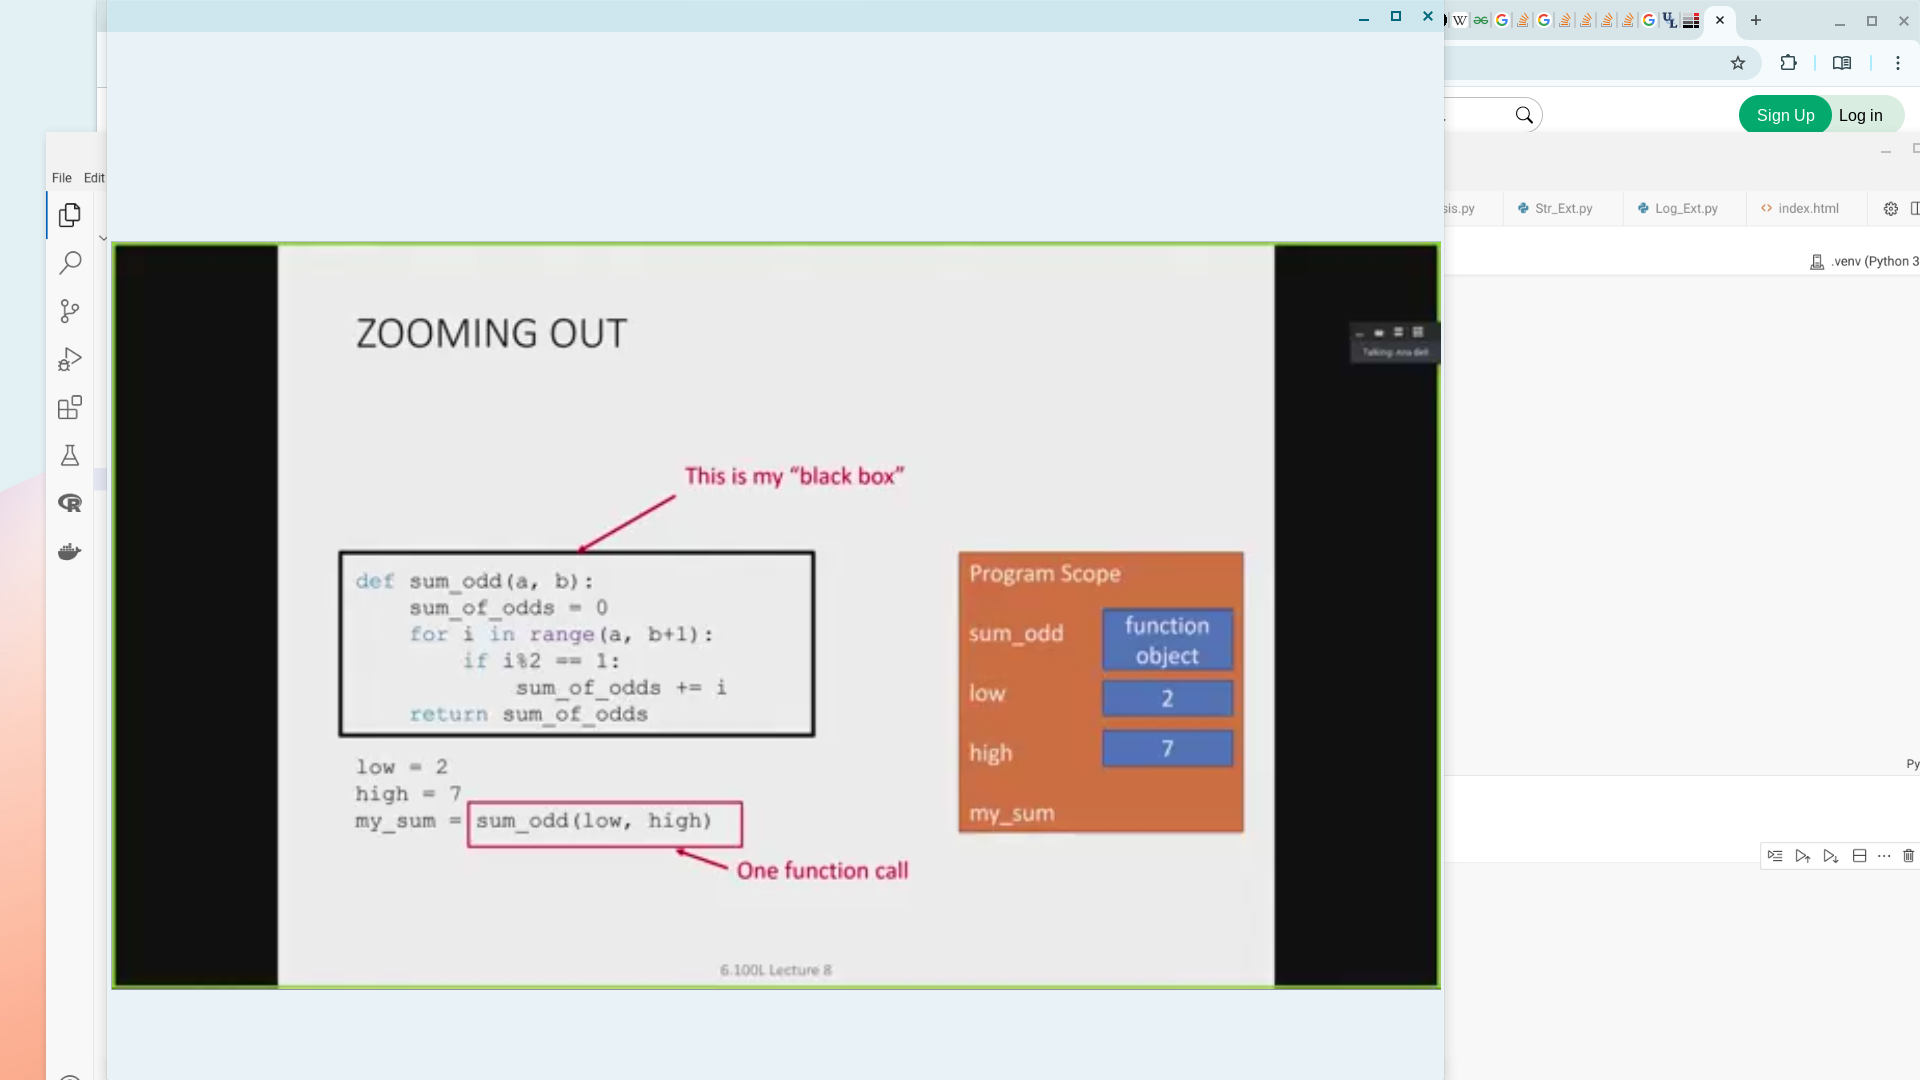 Sign Up
Log in
File Edit
sis.py
Str_Ext.py
Log_Ext.py
index.html
.venv (Python 3
ZOOMING OUT
Talking:
This is my “black box”
def sum_odd(a, b):
    sum_of_odds = 0
    for i in range(a, b+1):
        if i%2 == 1:
            sum_of_odds += i
    return sum_of_odds
low = 2
high = 7
my_sum = sum_odd(low, high)
One function call
Program Scope
sum_odd
function
object
low
2
high
7
my_sum
6.100L Lecture 8
Py